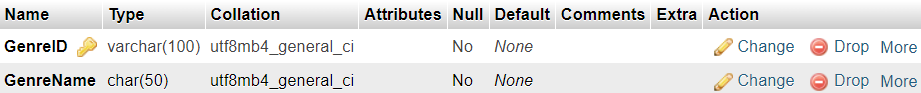 Name Type Collation Attributes Null Default Comments Extra Action
GenreID varchar(100) utf8mb4_general_ci No None Change Drop More
GenreName char(50) utf8mb4_general_ci No None Change Drop More